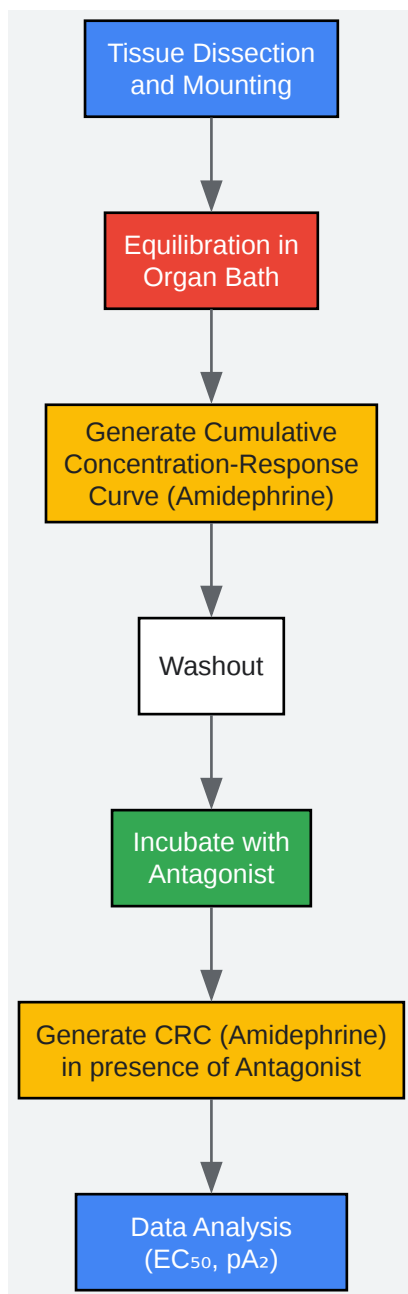 Tissue Dissection
and Mounting
Equilibration in
Organ Bath
Generate Cumulative
Concentration-Response
Curve (Amidephrine)
Washout
Incubate with
Antagonist
Generate CRC (Amidephrine)
in presence of Antagonist
Data Analysis
(EC₅₀, pA₂)